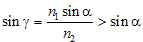 sin γ = n₁ sin α / n₂ > sin α